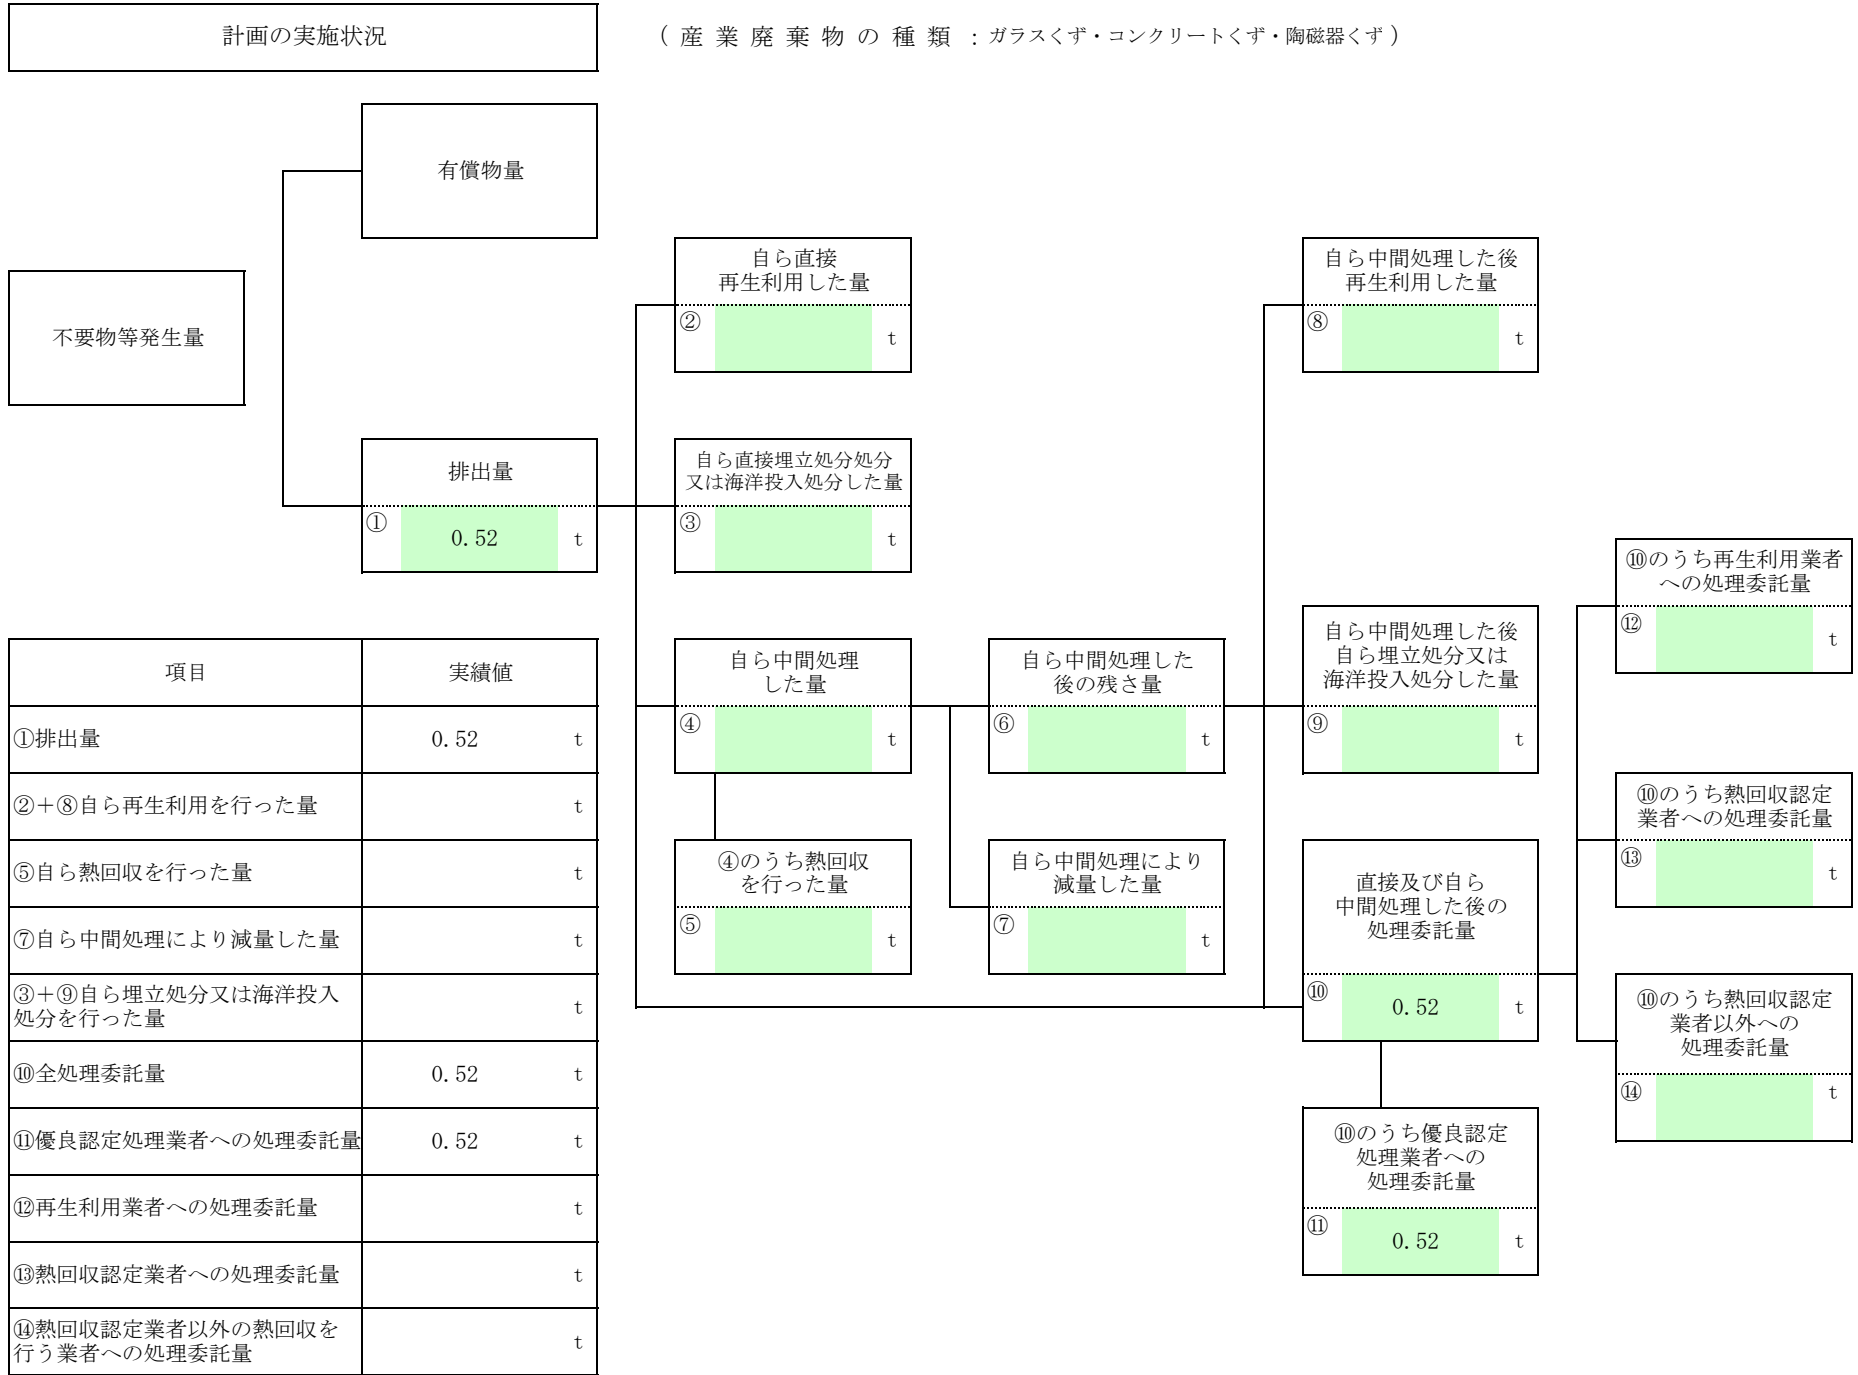 計画の実施状況
（産業廃棄物の種類：ガラスくず・コンクリートくず・陶磁器くず）
有償物量
不要物等発生量
排出量
① 0.52 t
自ら直接
再生利用した量
② t
自ら直接埋立処分処分
又は海洋投入処分した量
③ t
自ら中間処理
した量
④ t
④のうち熱回収
を行った量
⑤ t
自ら中間処理した
後の残さ量
⑥ t
自ら中間処理により
減量した量
⑦ t
自ら中間処理した後
再生利用した量
⑧ t
自ら中間処理した後
自ら埋立処分又は
海洋投入処分した量
⑨ t
直接及び自ら
中間処理した後の
処理委託量
⑩ 0.52 t
⑩のうち優良認定
処理業者への
処理委託量
⑪ 0.52 t
⑩のうち再生利用業者
への処理委託量
⑫ t
⑩のうち熱回収認定
業者への処理委託量
⑬ t
⑩のうち熱回収認定
業者以外への
処理委託量
⑭ t
項目 実績値
①排出量 0.52 t
②＋⑧自ら再生利用を行った量 t
⑤自ら熱回収を行った量 t
⑦自ら中間処理により減量した量 t
③＋⑨自ら埋立処分又は海洋投入
処分を行った量 t
⑩全処理委託量 0.52 t
⑪優良認定処理業者への処理委託量 0.52 t
⑫再生利用業者への処理委託量 t
⑬熱回収認定業者への処理委託量 t
⑭熱回収認定業者以外の熱回収を
行う業者への処理委託量 t